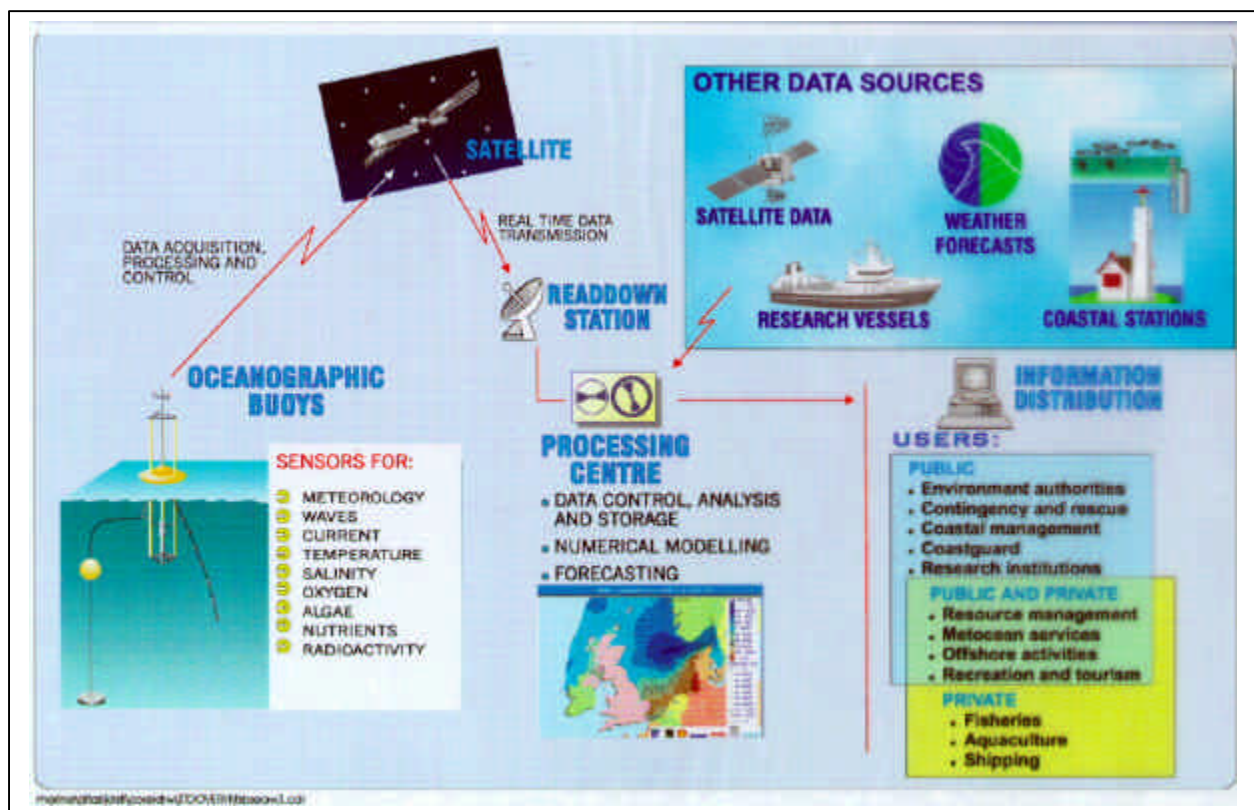 SATELLITE
DATA ACQUISITION,
PROCESSING AND
CONTROL
REAL TIME DATA
TRANSMISSION
READDOWN
STATION
OTHER DATA SOURCES
SATELLITE DATA
WEATHER
FORECASTS
RESEARCH VESSELS
COASTAL STATIONS
OCEANOGRAPHIC
BUOYS
SENSORS FOR:
METEOROLOGY
WAVES
CURRENT
TEMPERATURE
SALINITY
OXYGEN
ALGAE
NUTRIENTS
RADIOACTIVITY
PROCESSING
CENTRE
DATA CONTROL, ANALYSIS
AND STORAGE
NUMERICAL MODELLING
FORECASTING
INFORMATION
DISTRIBUTION
USERS:
PUBLIC
Environment authorities
Contingency and rescue
Coastal management
Coastguard
Research institutions
PUBLIC AND PRIVATE
Resource management
Metocean services
Offshore activities
Recreation and tourism
PRIVATE
Fisheries
Aquaculture
Shipping